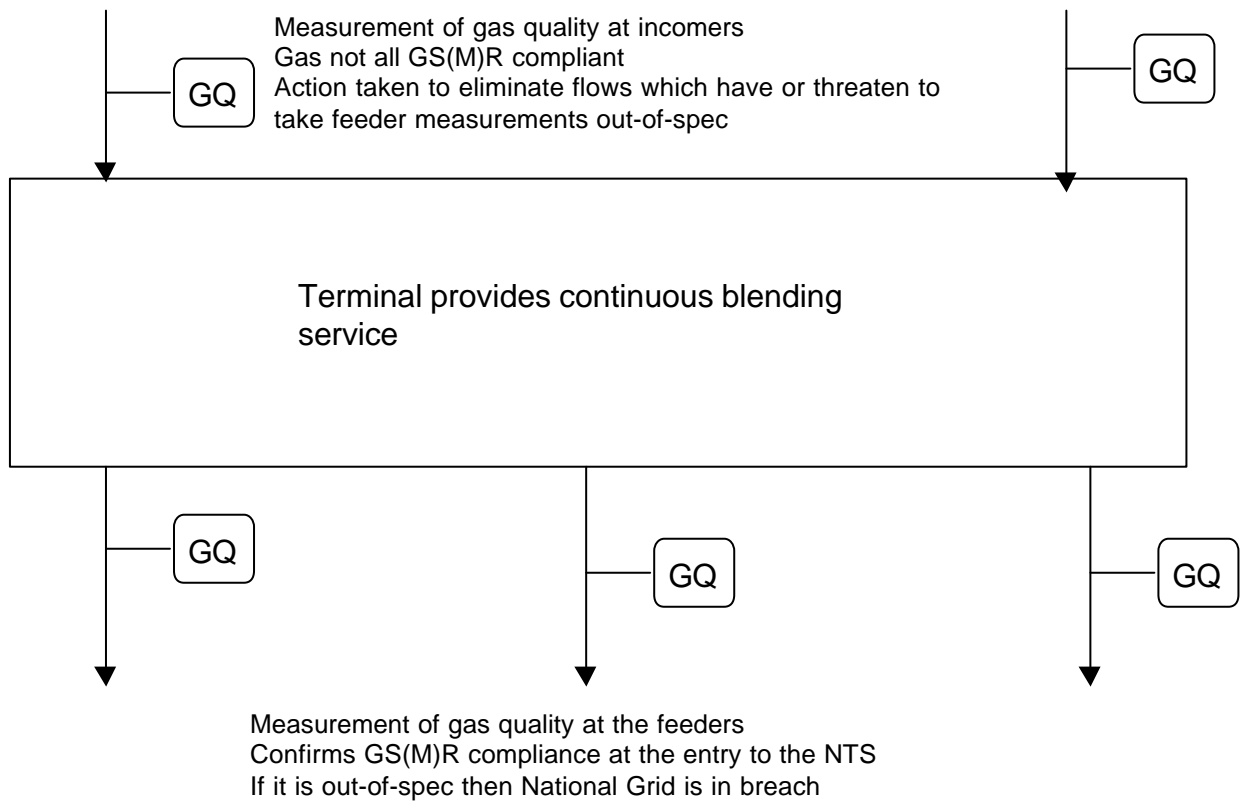 Measurement of gas quality at incomers
Gas not all GS(M)R compliant
GQ
Action taken to eliminate flows which have or threaten to
take feeder measurements out-of-spec
GQ
Terminal provides continuous blending
service
GQ
GQ
GQ
Measurement of gas quality at the feeders
Confirms GS(M)R compliance at the entry to the NTS
If it is out-of-spec then National Grid is in breach